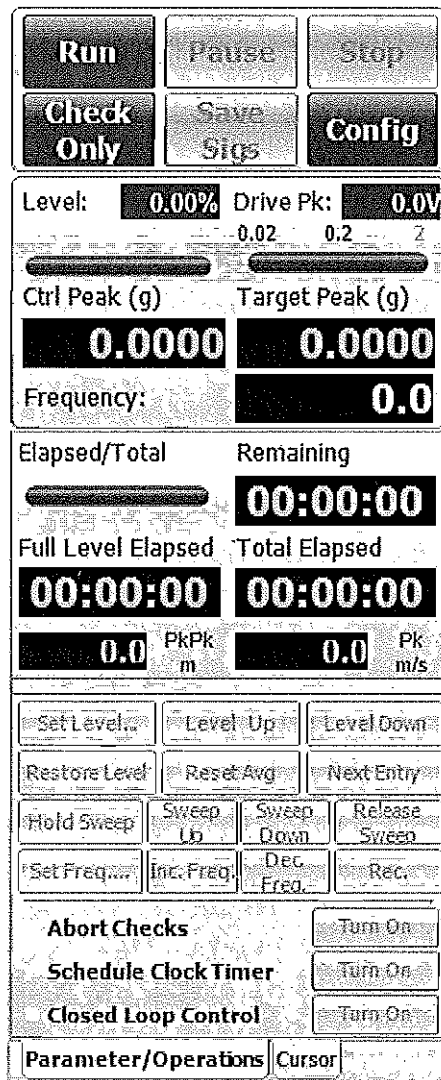 Run Pause Stop
Check Only Save Sigs Config
Level: 0.00% Drive Pk: 0.0V
0.02 0.2 2
Ctrl Peak (g) Target Peak (g)
0.0000 0.0000
Frequency: 0.0
Elapsed/Total Remaining
00:00:00
Full Level Elapsed Total Elapsed
00:00:00 00:00:00
0.0 PkPk m 0.0 Pk m/s
Set Level... Level Up Level Down
Restore Level Reset Avg Next Entry
Hold Sweep Sweep Up Sweep Down Release Sweep
Set Freq.... Inc. Freq. Dec. Freq. Rec.
Abort Checks Turn On
Schedule Clock Timer Turn On
Closed Loop Control Turn On
Parameter/Operations Cursor